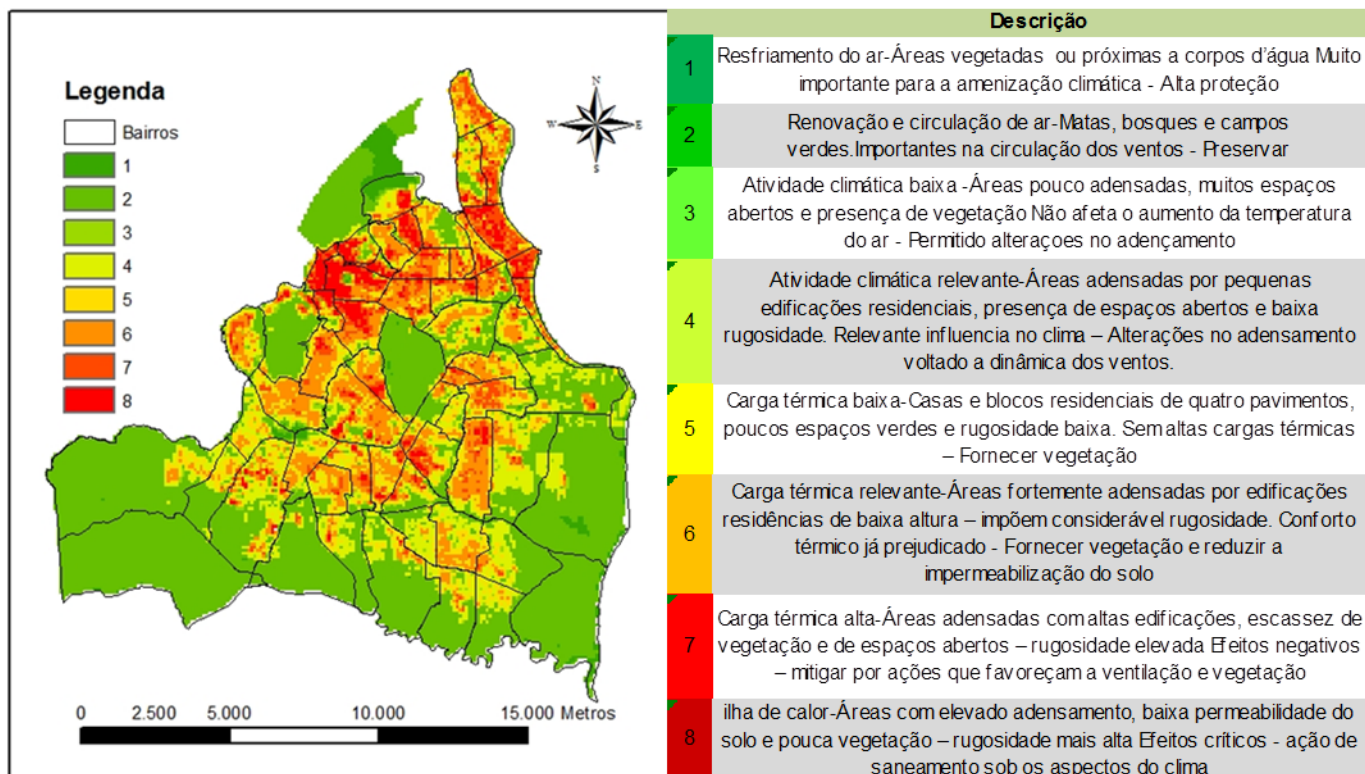 Legenda
Bairros
1
2
3
4
5
6
7
8
N
W
E
S
0
2.500
5.000
10.000
15.000 Metros
Descrição
1
Resfriamento do ar-Áreas vegetadas ou próximas a corpos d'água Muito
importante para a amenização climática - Alta proteção
2
Renovação e circulação de ar-Matas, bosques e campos
verdes.Importantes na circulação dos ventos - Preservar
3
Atividade climática baixa -Áreas pouco adensadas, muitos espaços
abertos e presença de vegetação Não afeta o aumento da temperatura
do ar - Permitido alteraçoes no adençamento
4
Atividade climática relevante-Áreas adensadas por pequenas
edificações residenciais, presença de espaços abertos e baixa
rugosidade. Relevante influencia no clima – Alterações no adensamento
voltado a dinâmica dos ventos.
5
Carga térmica baixa-Casas e blocos residenciais de quatro pavimentos,
poucos espaços verdes e rugosidade baixa. Sem altas cargas térmicas
– Fornecer vegetação
6
Carga térmica relevante-Áreas fortemente adensadas por edificações
residências de baixa altura – impõem considerável rugosidade. Conforto
térmico já prejudicado - Fornecer vegetação e reduzir a
impermeabilização do solo
7
Carga térmica alta-Áreas adensadas com altas edificações, escassez de
vegetação e de espaços abertos – rugosidade elevada Efeitos negativos
– mitigar por ações que favoreçam a ventilação e vegetação
8
ilha de calor-Áreas com elevado adensamento, baixa permeabilidade do
solo e pouca vegetação – rugosidade mais alta Efeitos críticos - ação de
saneamento sob os aspectos do clima